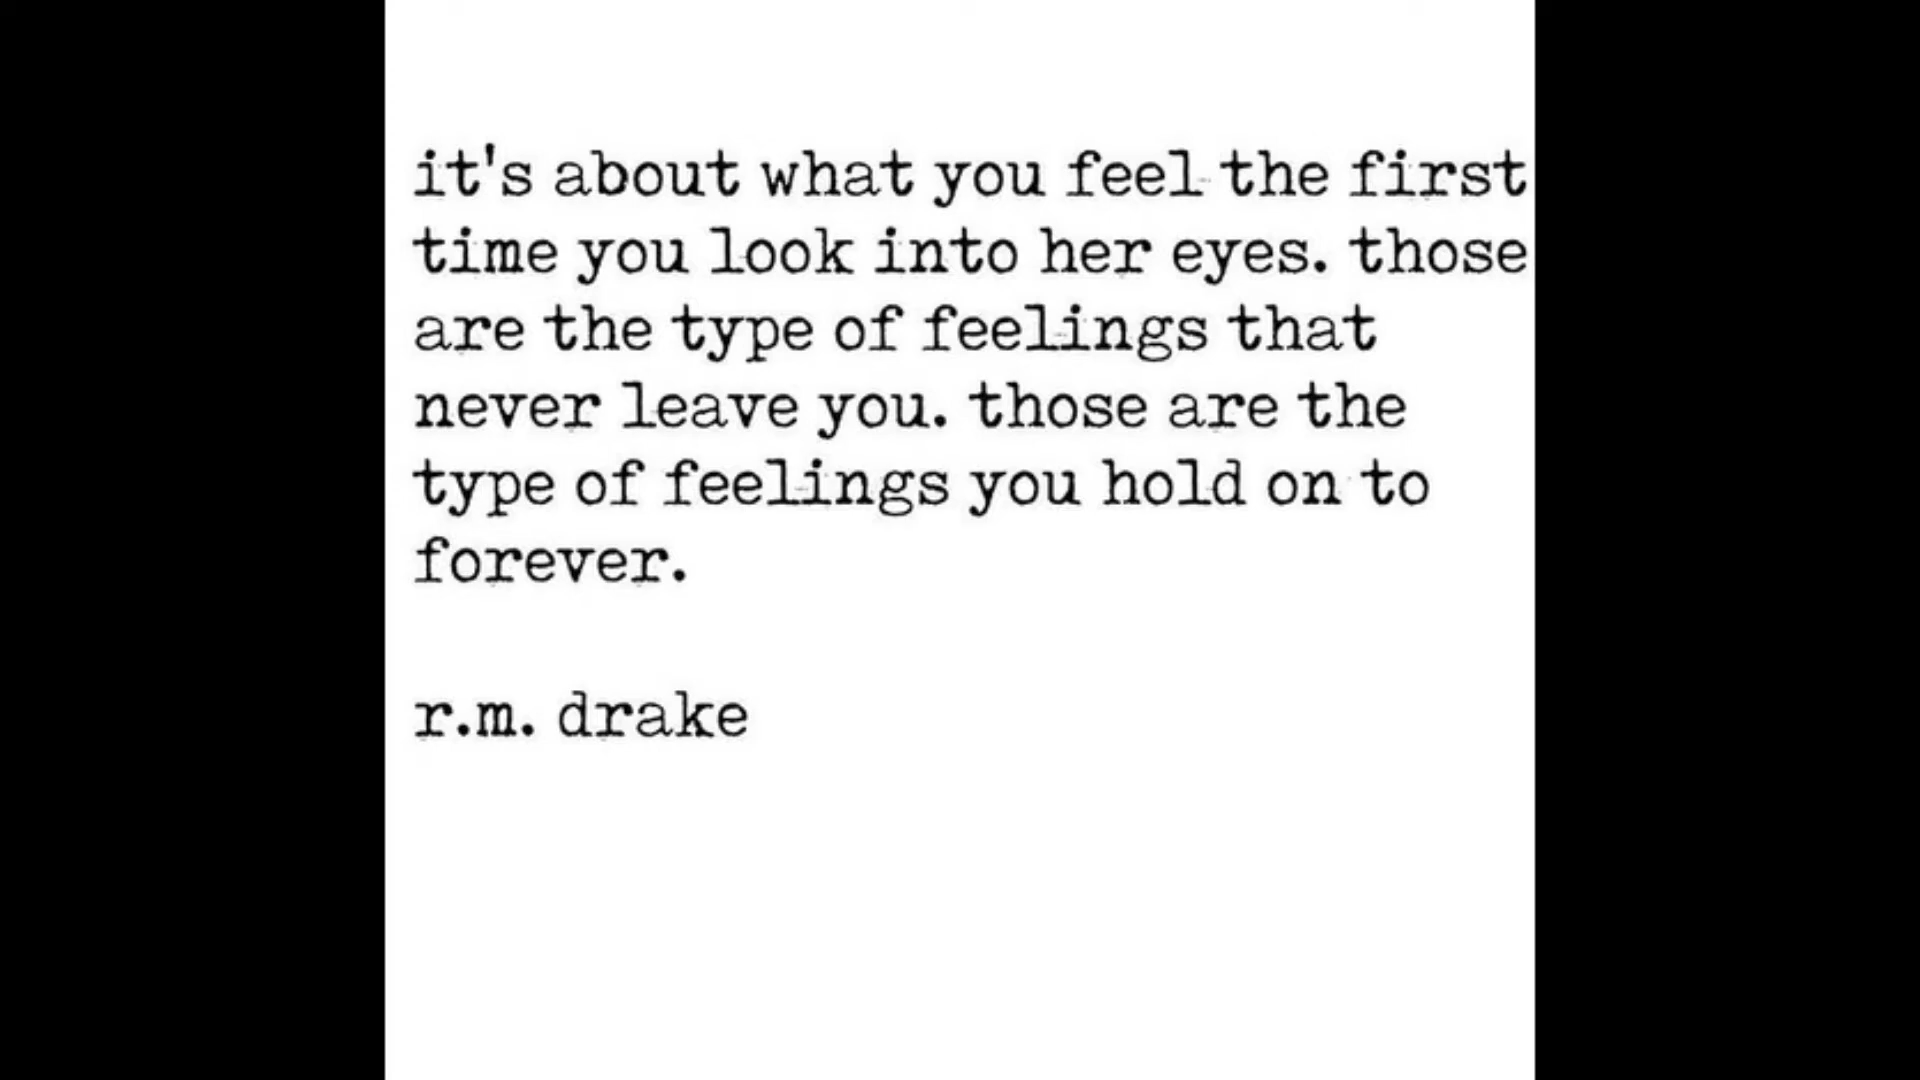 it's about what you feel the first
time you look into her eyes. those
are the type of feelings that
never leave you. those are the
type of feelings you hold on to
forever.
r.m. drake